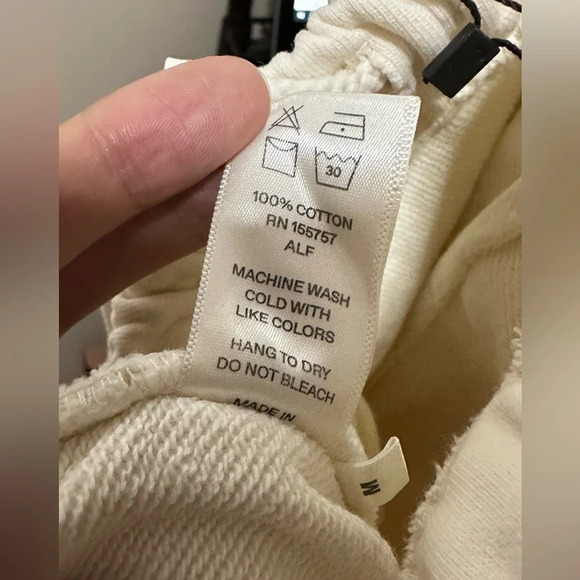 30
100% COTTON
RN 155757
ALF
MACHINE WASH
COLD WITH
LIKE COLORS
HANG TO DRY
DO NOT BLEACH
MADE IN
M